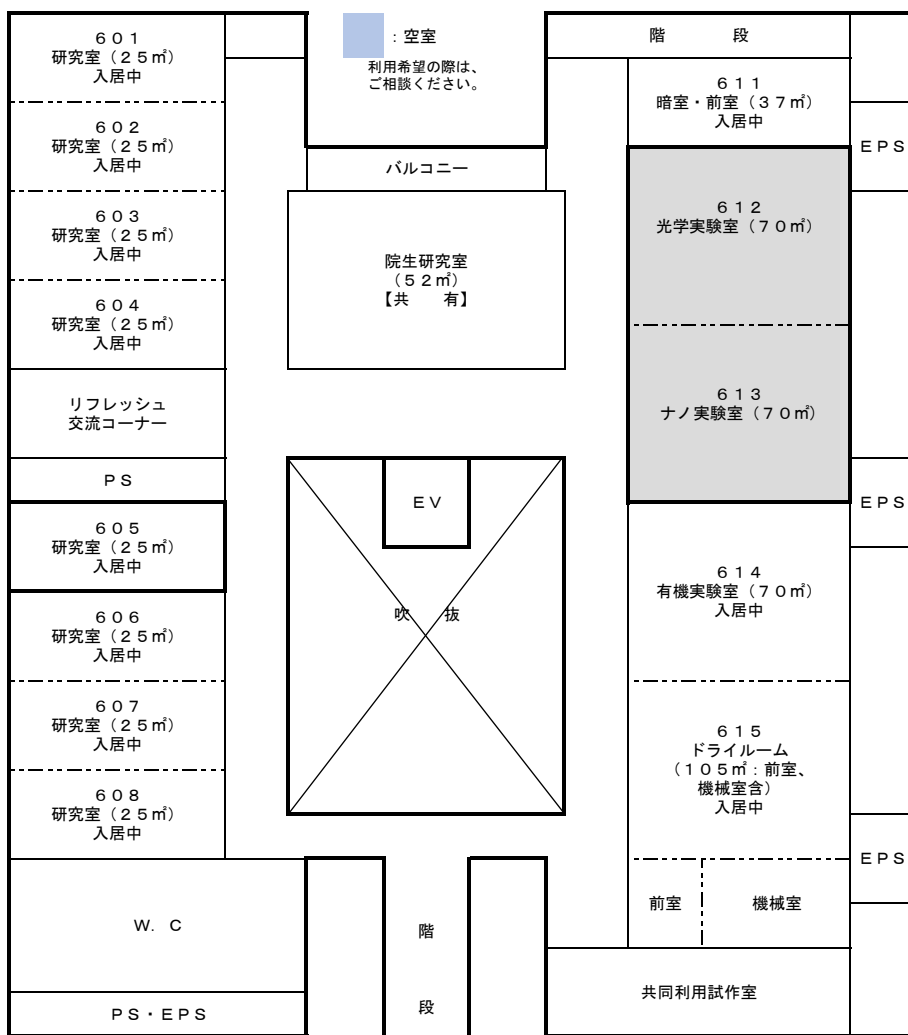 ６０１
研究室（２５㎡）
入居中
６０２
研究室（２５㎡）
入居中
６０３
研究室（２５㎡）
入居中
６０４
研究室（２５㎡）
入居中
リフレッシュ
交流コーナー
ＰＳ
６０５
研究室（２５㎡）
入居中
６０６
研究室（２５㎡）
入居中
６０７
研究室（２５㎡）
入居中
６０８
研究室（２５㎡）
入居中
Ｗ．Ｃ
ＰＳ・ＥＰＳ
：空室
利用希望の際は、
ご相談ください。
バルコニー
院生研究室
（５２㎡）
【共　有】
ＥＶ
吹　抜
階
段
階　段
６１１
暗室・前室（３７㎡）
入居中
６１２
光学実験室（７０㎡）
６１３
ナノ実験室（７０㎡）
６１４
有機実験室（７０㎡）
入居中
６１５
ドライルーム
（１０５㎡：前室、
機械室含）
入居中
前室
機械室
共同利用試作室
ＥＰＳ
ＥＰＳ
ＥＰＳ